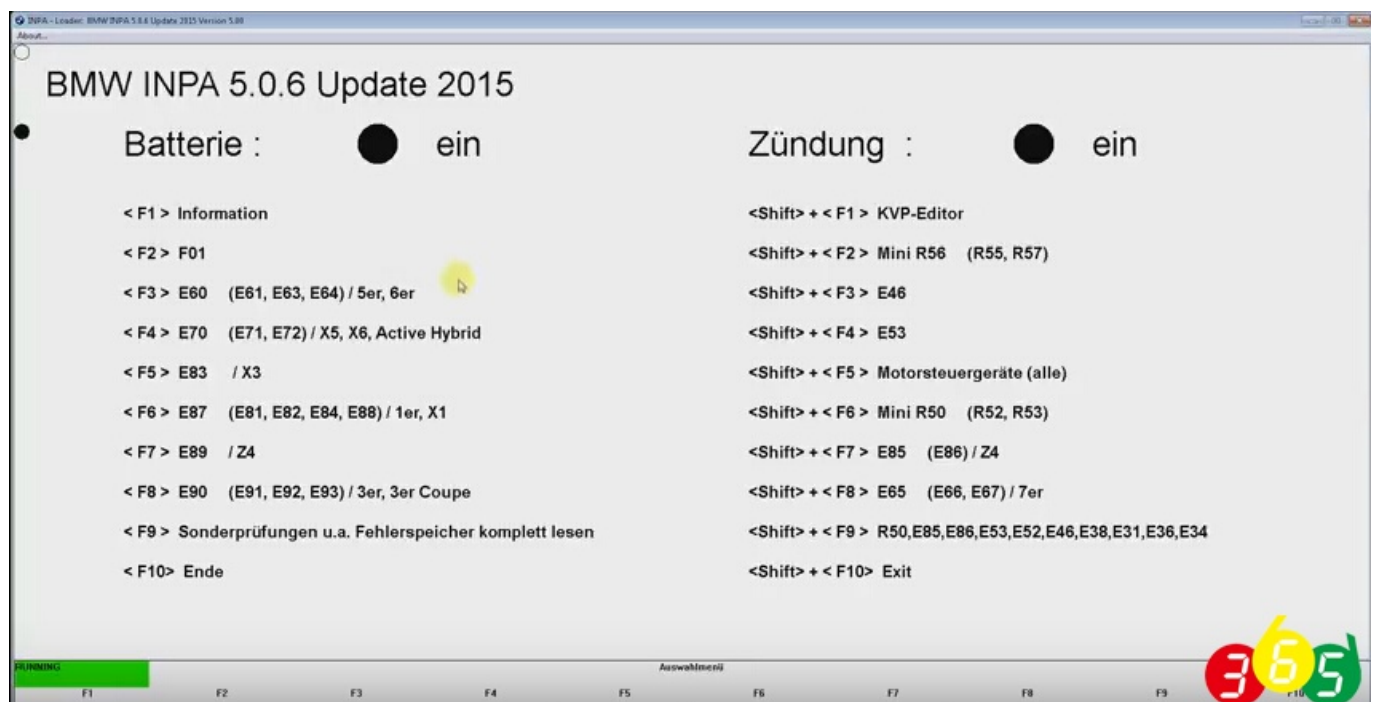 INPA - Loader: BMW INPA 5.0.6 Update 2015 Version 5.00
About...
BMW INPA 5.0.6 Update 2015
Batterie : ein
Zündung : ein
< F1 > Information
< F2 > F01
< F3 > E60 (E61, E63, E64) / 5er, 6er
< F4 > E70 (E71, E72) / X5, X6, Active Hybrid
< F5 > E83 / X3
< F6 > E87 (E81, E82, E84, E88) / 1er, X1
< F7 > E89 / Z4
< F8 > E90 (E91, E92, E93) / 3er, 3er Coupe
< F9 > Sonderprüfungen u.a. Fehlerspeicher komplett lesen
< F10> Ende
<Shift> + < F1 > KVP-Editor
<Shift> + < F2 > Mini R56 (R55, R57)
<Shift> + < F3 > E46
<Shift> + < F4 > E53
<Shift> + < F5 > Motorsteuergeräte (alle)
<Shift> + < F6 > Mini R50 (R52, R53)
<Shift> + < F7 > E85 (E86) / Z4
<Shift> + < F8 > E65 (E66, E67) / 7er
<Shift> + < F9 > R50,E85,E86,E53,E52,E46,E38,E31,E36,E34
<Shift> + < F10> Exit
RUNNING
Auswahlmenü
F1 F2 F3 F4 F5 F6 F7 F8 F9 F10
365